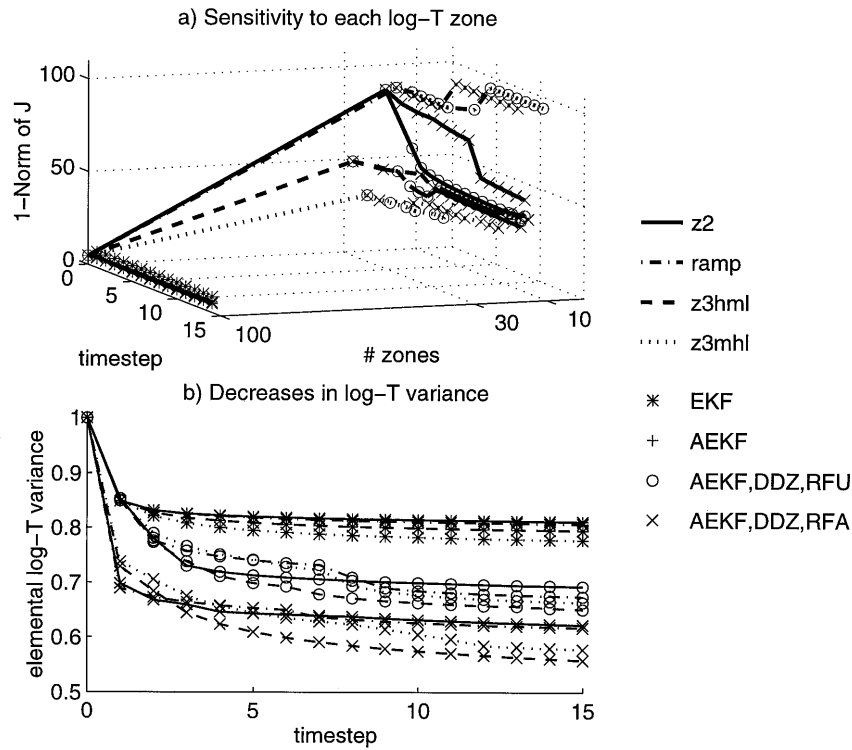 a) Sensitivity to each log−T zone
1−Norm of J
100
50
0
0
5
10
15
timestep
100
30
10
# zones
z2
ramp
z3hml
z3mhl
EKF
AEKF
AEKF,DDZ,RFU
AEKF,DDZ,RFA
b) Decreases in log−T variance
elemental log−T variance
1
0.9
0.8
0.7
0.6
0.5
0
5
10
15
timestep